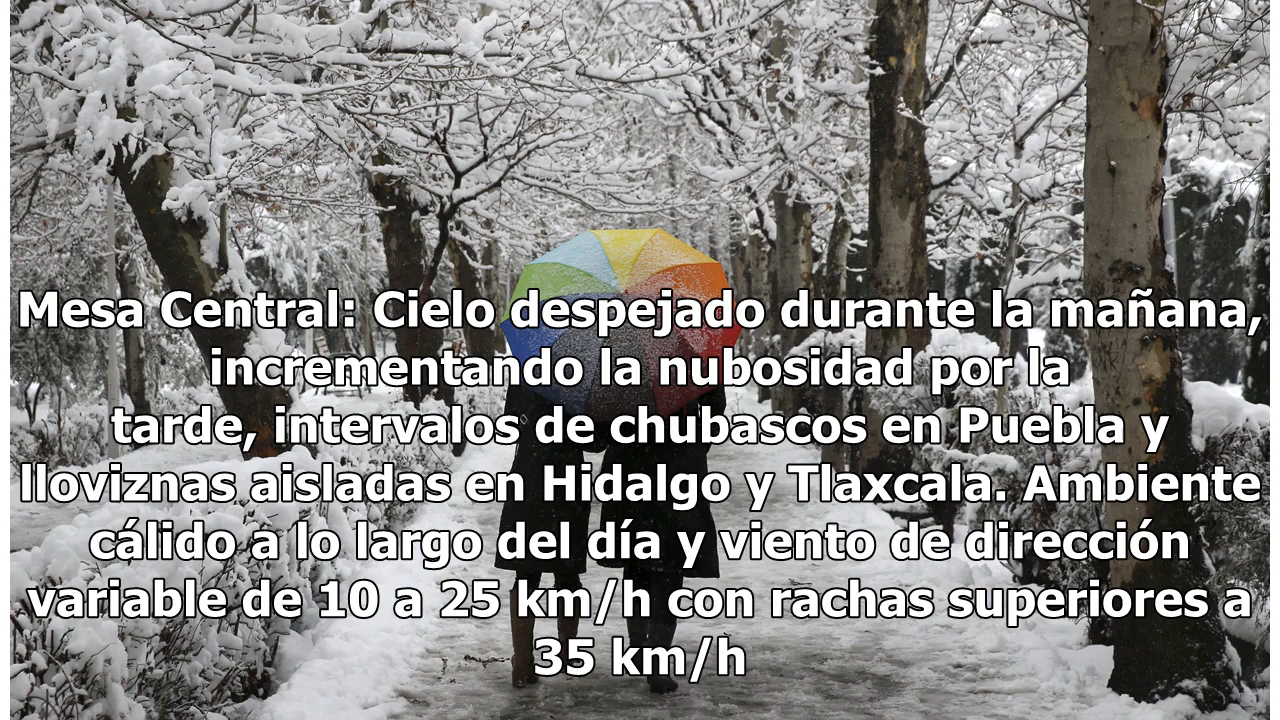 Mesa Central: Cielo despejado durante la mañana,
incrementando la nubosidad por la
tarde, intervalos de chubascos en Puebla y
lloviznas aisladas en Hidalgo y Tlaxcala. Ambiente
cálido a lo largo del día y viento de dirección
variable de 10 a 25 km/h con rachas superiores a
35 km/h